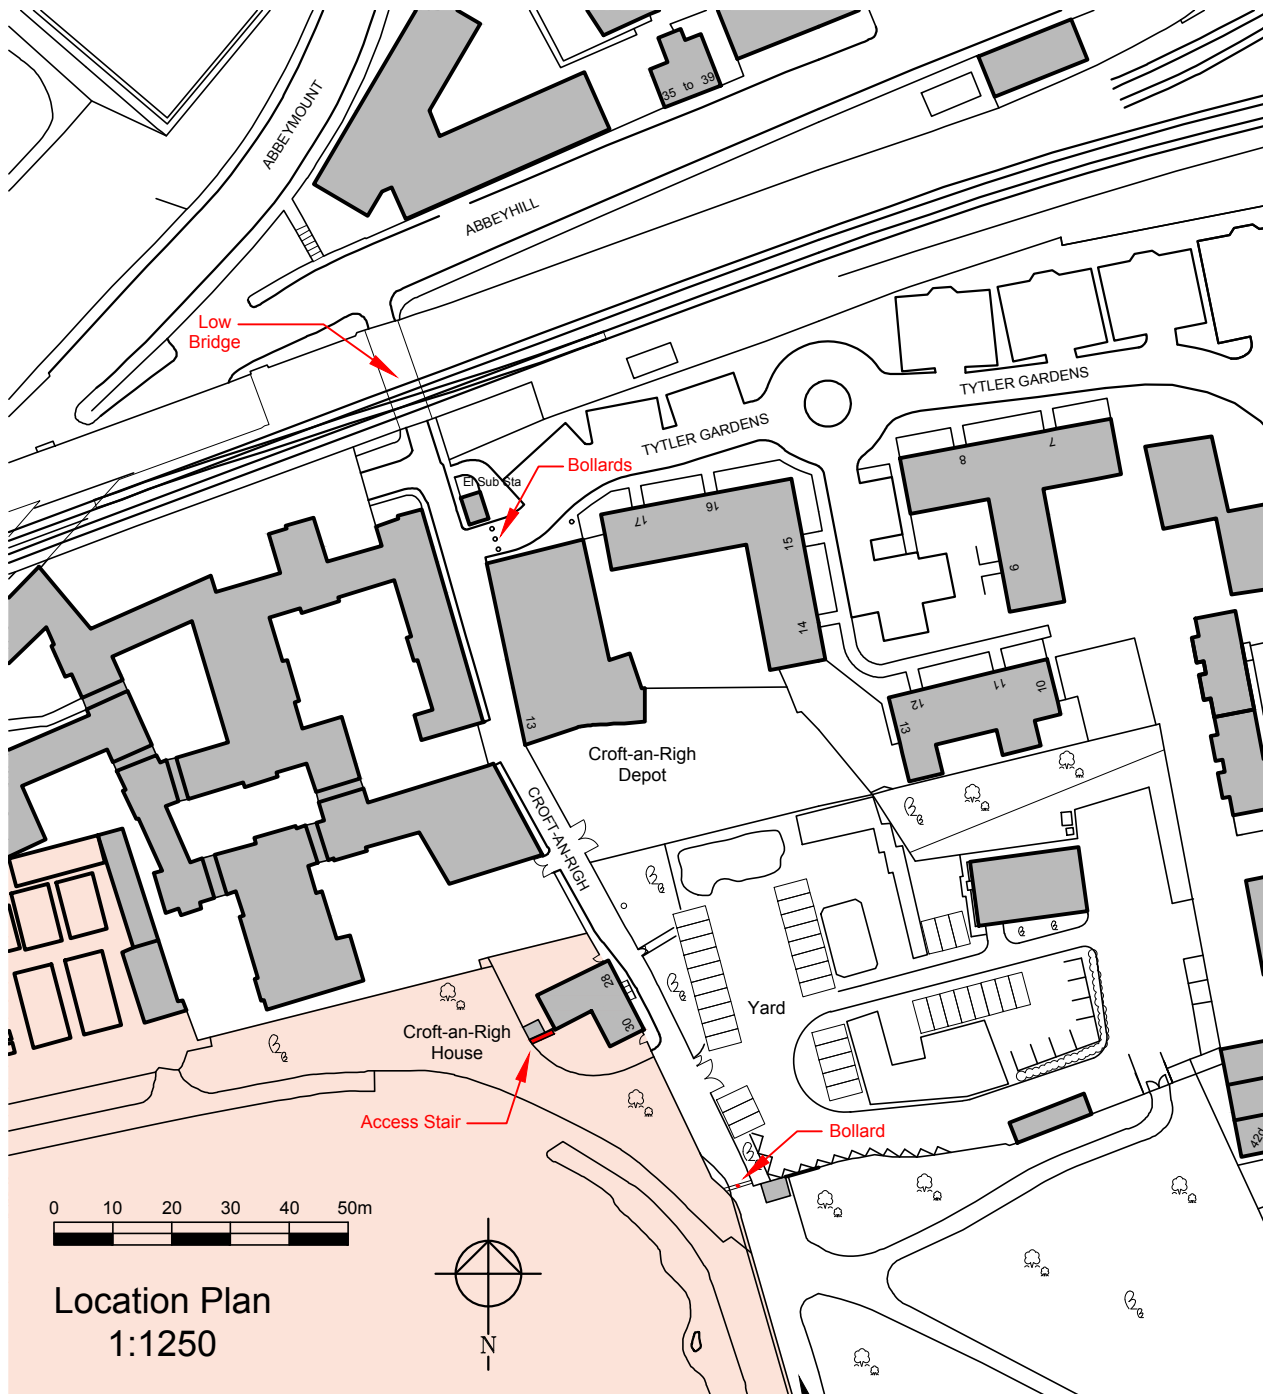 ABBEYMOUNT
35 to 39
ABBEYHILL
Low
Bridge
TYTLER GARDENS
TYTLER GARDENS
Bollards
El Sub Sta
17
16
15
14
8
7
9
13
12
11
10
13
Croft-an-Righ
Depot
CROFT-AN-RIGH
28
30
Croft-an-Righ
House
Yard
Access Stair
Bollard
42d
0 10 20 30 40 50m
Location Plan
1:1250
N